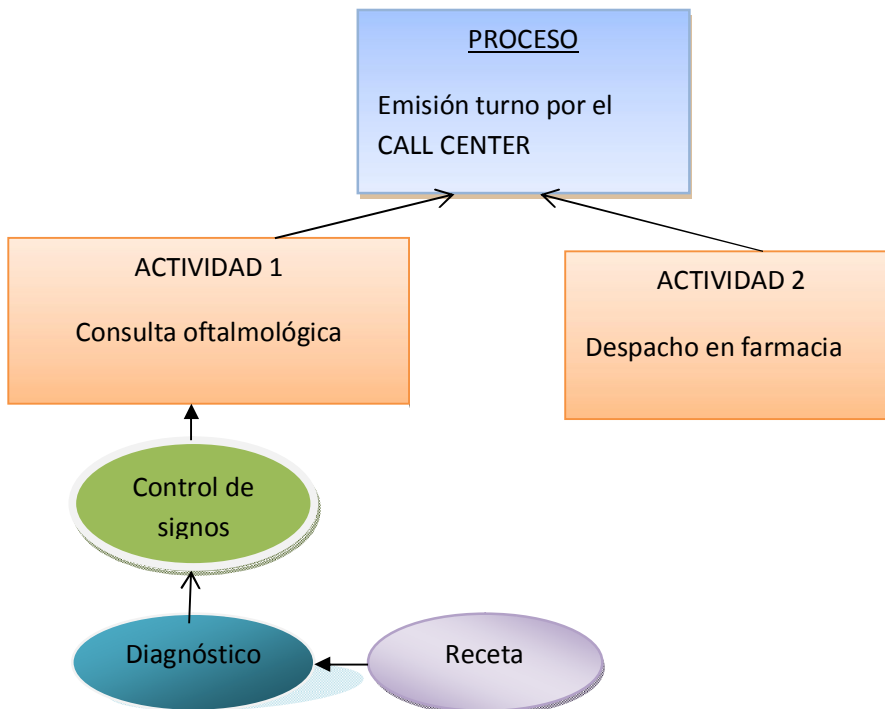 PROCESO
Emisión turno por el
CALL CENTER
ACTIVIDAD 1
Consulta oftalmológica
ACTIVIDAD 2
Despacho en farmacia
Control de
signos
Diagnóstico
Receta